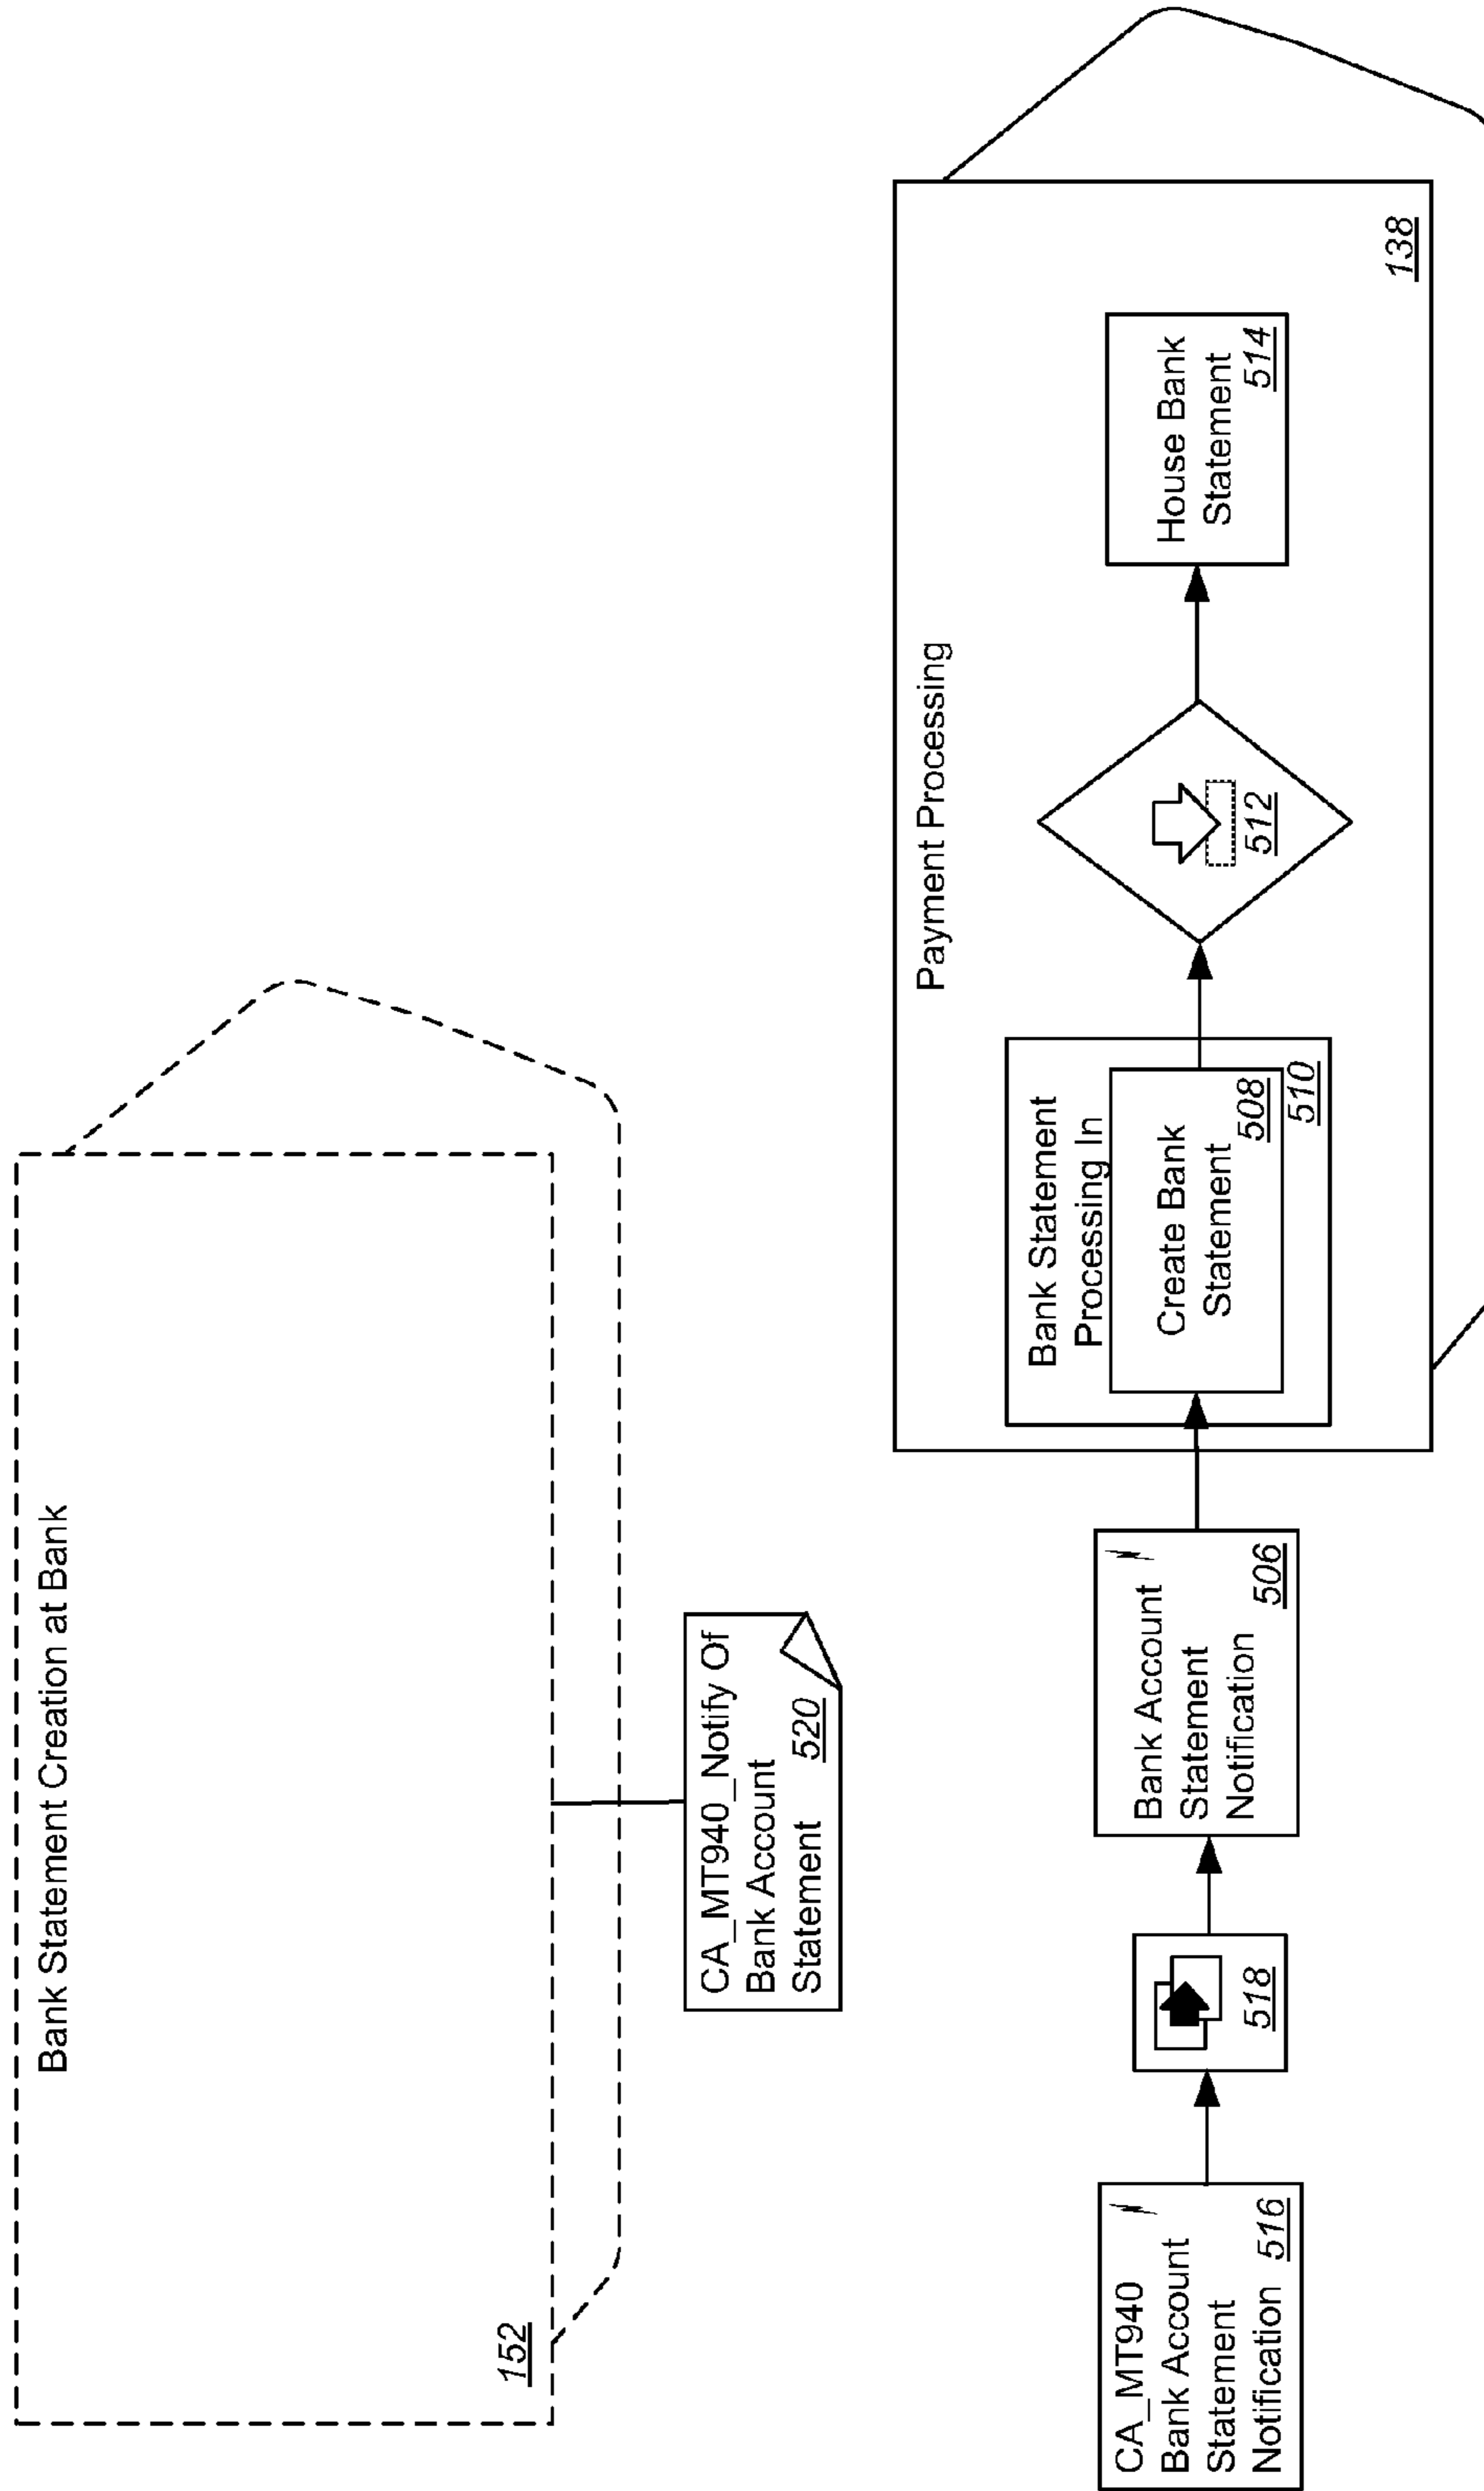 Bank Statement Creation at Bank
152
CA_MT940_Notify Of
Bank Account
Statement
520
CA_MT940
Bank Account
Statement
Notification
516
518
Bank Account
Statement
Notification
506
Payment Processing
Bank Statement
Processing In
Create Bank
Statement
508
510
512
House Bank
Statement
514
138